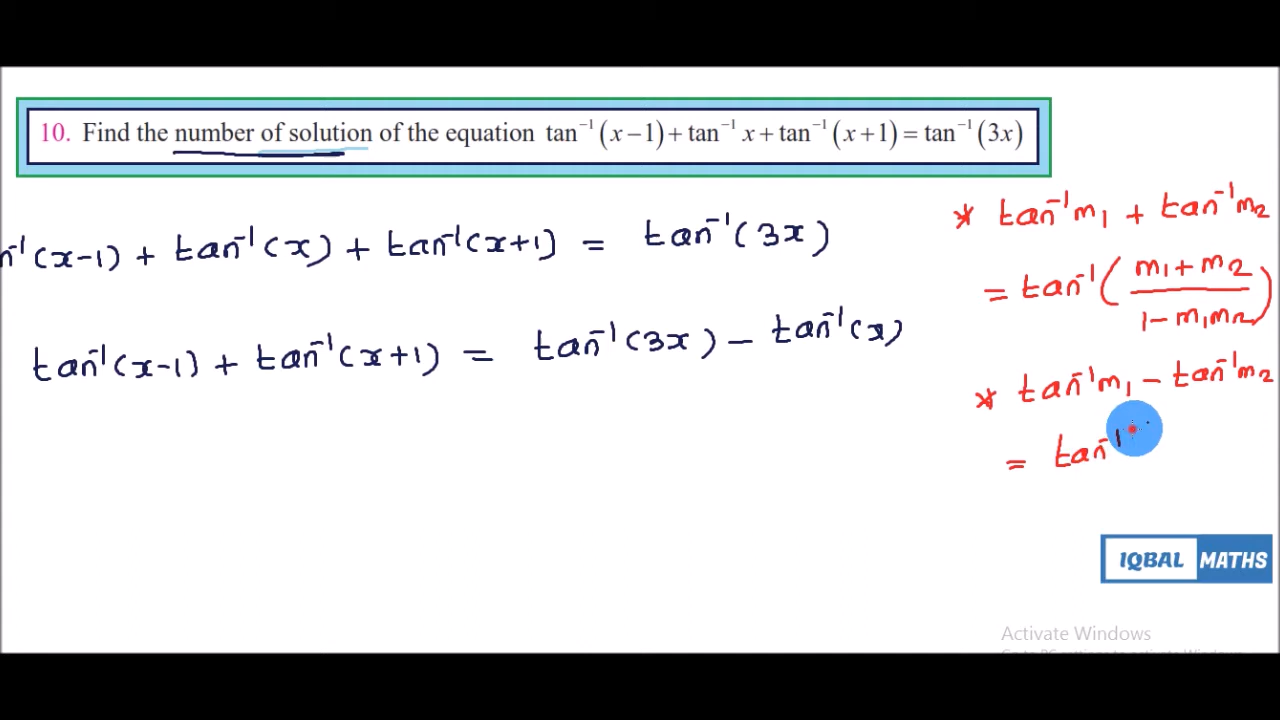 10. Find the number of solution of the equation tan⁻¹(x−1)+tan⁻¹ x+tan⁻¹(x+1)=tan⁻¹(3x)
n⁻¹(x-1) + tan⁻¹(x) + tan⁻¹(x+1) = tan⁻¹(3x)
tan⁻¹(x-1) + tan⁻¹(x+1) = tan⁻¹(3x) - tan⁻¹(x)
* tan⁻¹m₁ + tan⁻¹m₂
= tan⁻¹( (m₁+m₂)/(1-m₁m₂) )
* tan⁻¹m₁ - tan⁻¹m₂
= tan⁻¹
IQBAL MATHS
Activate Windows